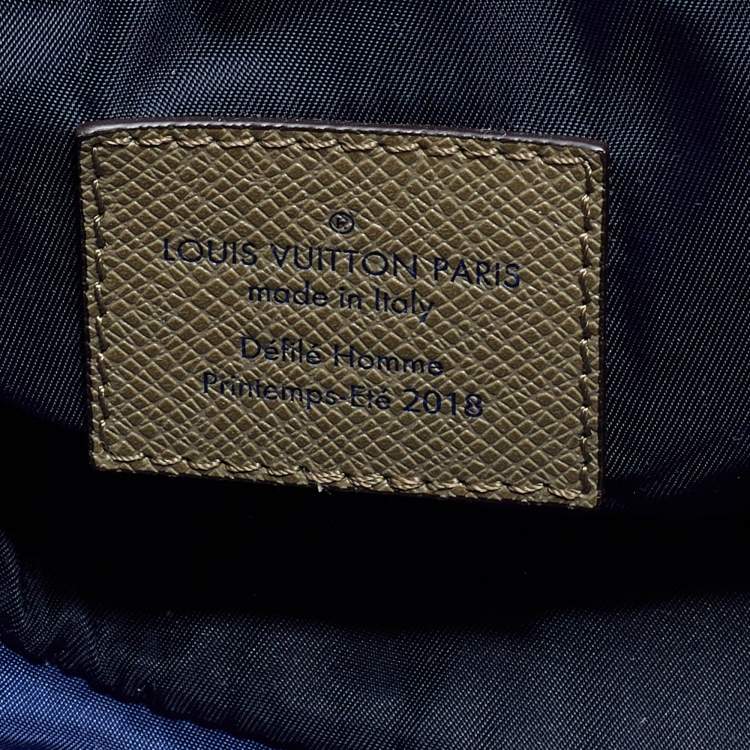 ®
LOUIS VUITTON PARIS
made in Italy
Défilé Homme
Printemps-Eté 2018